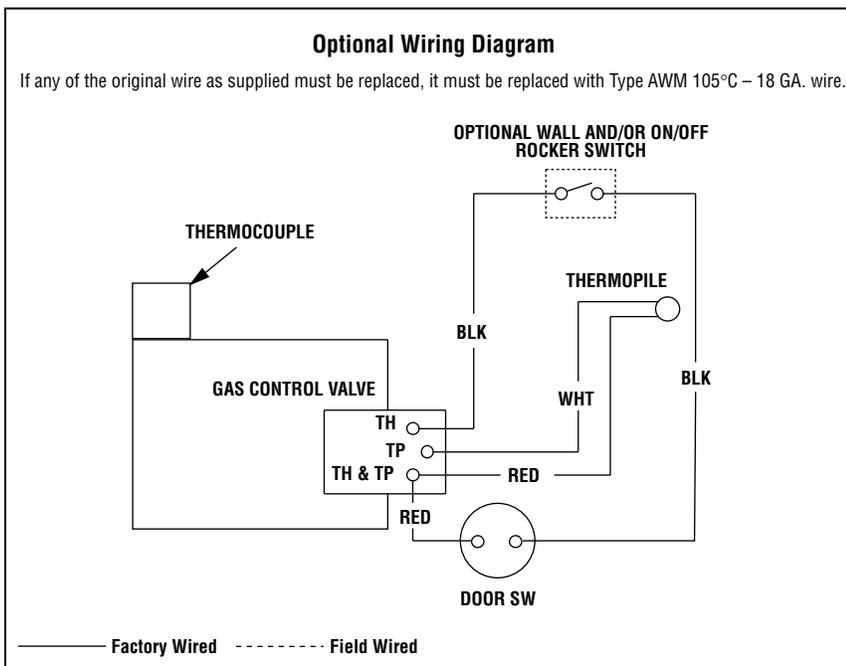 Optional Wiring Diagram
If any of the original wire as supplied must be replaced, it must be replaced with Type AWM 105°C – 18 GA. wire.
OPTIONAL WALL AND/OR ON/OFF
ROCKER SWITCH
THERMOCOUPLE
THERMOPILE
BLK
BLK
GAS CONTROL VALVE
WHT
TH
TP
TH & TP
RED
RED
DOOR SW
Factory Wired
Field Wired